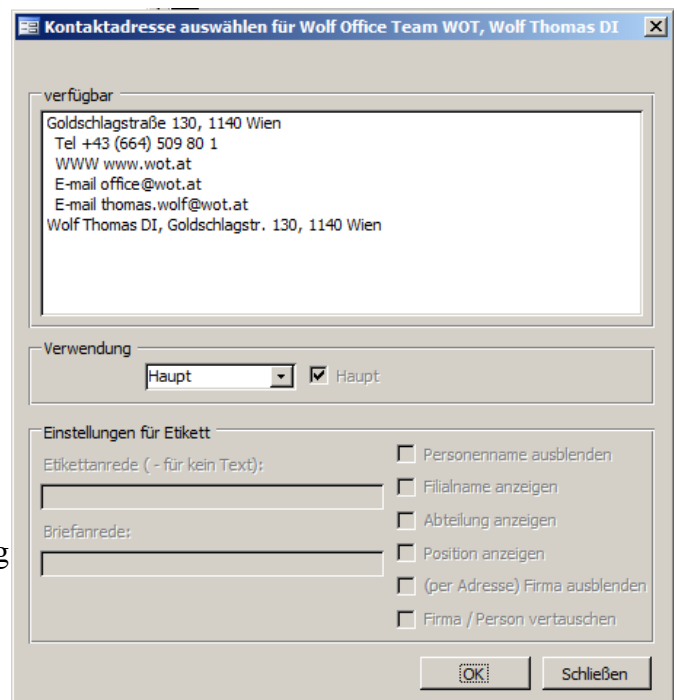 Kontaktadresse auswählen für Wolf Office Team WOT, Wolf Thomas DI
verfügbar
Goldschlagstraße 130, 1140 Wien
Tel +43 (664) 509 80 1
WWW www.wot.at
E-mail office@wot.at
E-mail thomas.wolf@wot.at
Wolf Thomas DI, Goldschlagstr. 130, 1140 Wien
Verwendung
Haupt
Haupt
Einstellungen für Etikett
Etikettanrede ( - für kein Text):
Briefanrede:
Personenname ausblenden
Filialname anzeigen
Abteilung anzeigen
Position anzeigen
(per Adresse) Firma ausblenden
Firma / Person vertauschen
g
OK
Schließen